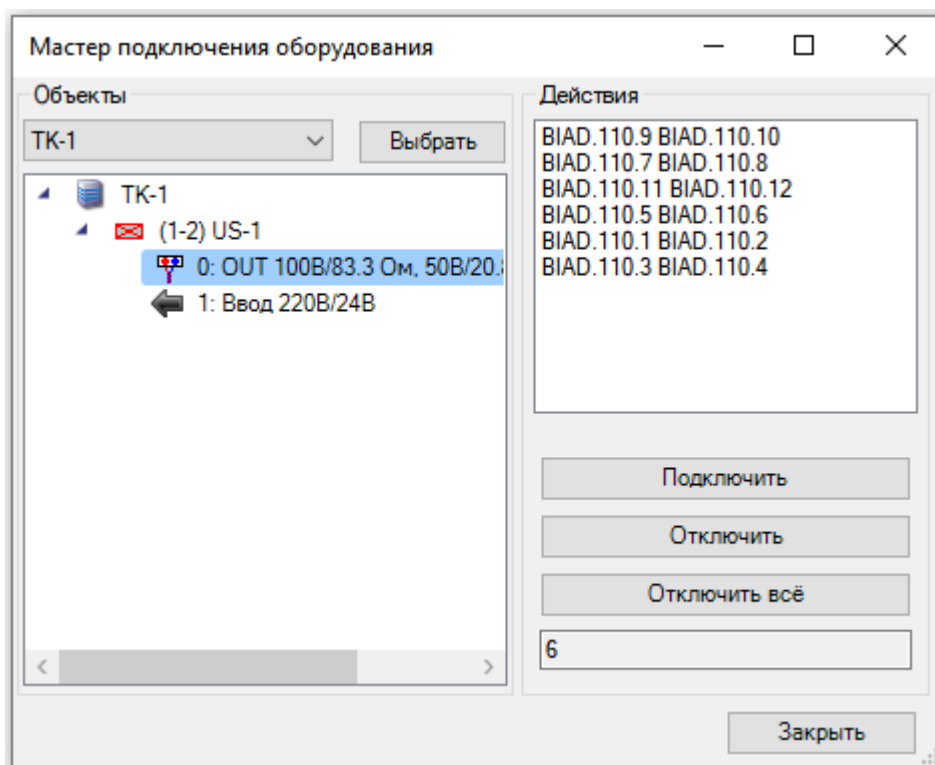 Мастер подключения оборудования
Объекты
ТК-1
Выбрать
ТК-1
(1-2) US-1
0: OUT 100В/83.3 Ом, 50В/20.
1: Ввод 220В/24В
Действия
BIAD.110.9 BIAD.110.10
BIAD.110.7 BIAD.110.8
BIAD.110.11 BIAD.110.12
BIAD.110.5 BIAD.110.6
BIAD.110.1 BIAD.110.2
BIAD.110.3 BIAD.110.4
Подключить
Отключить
Отключить всё
6
Закрыть